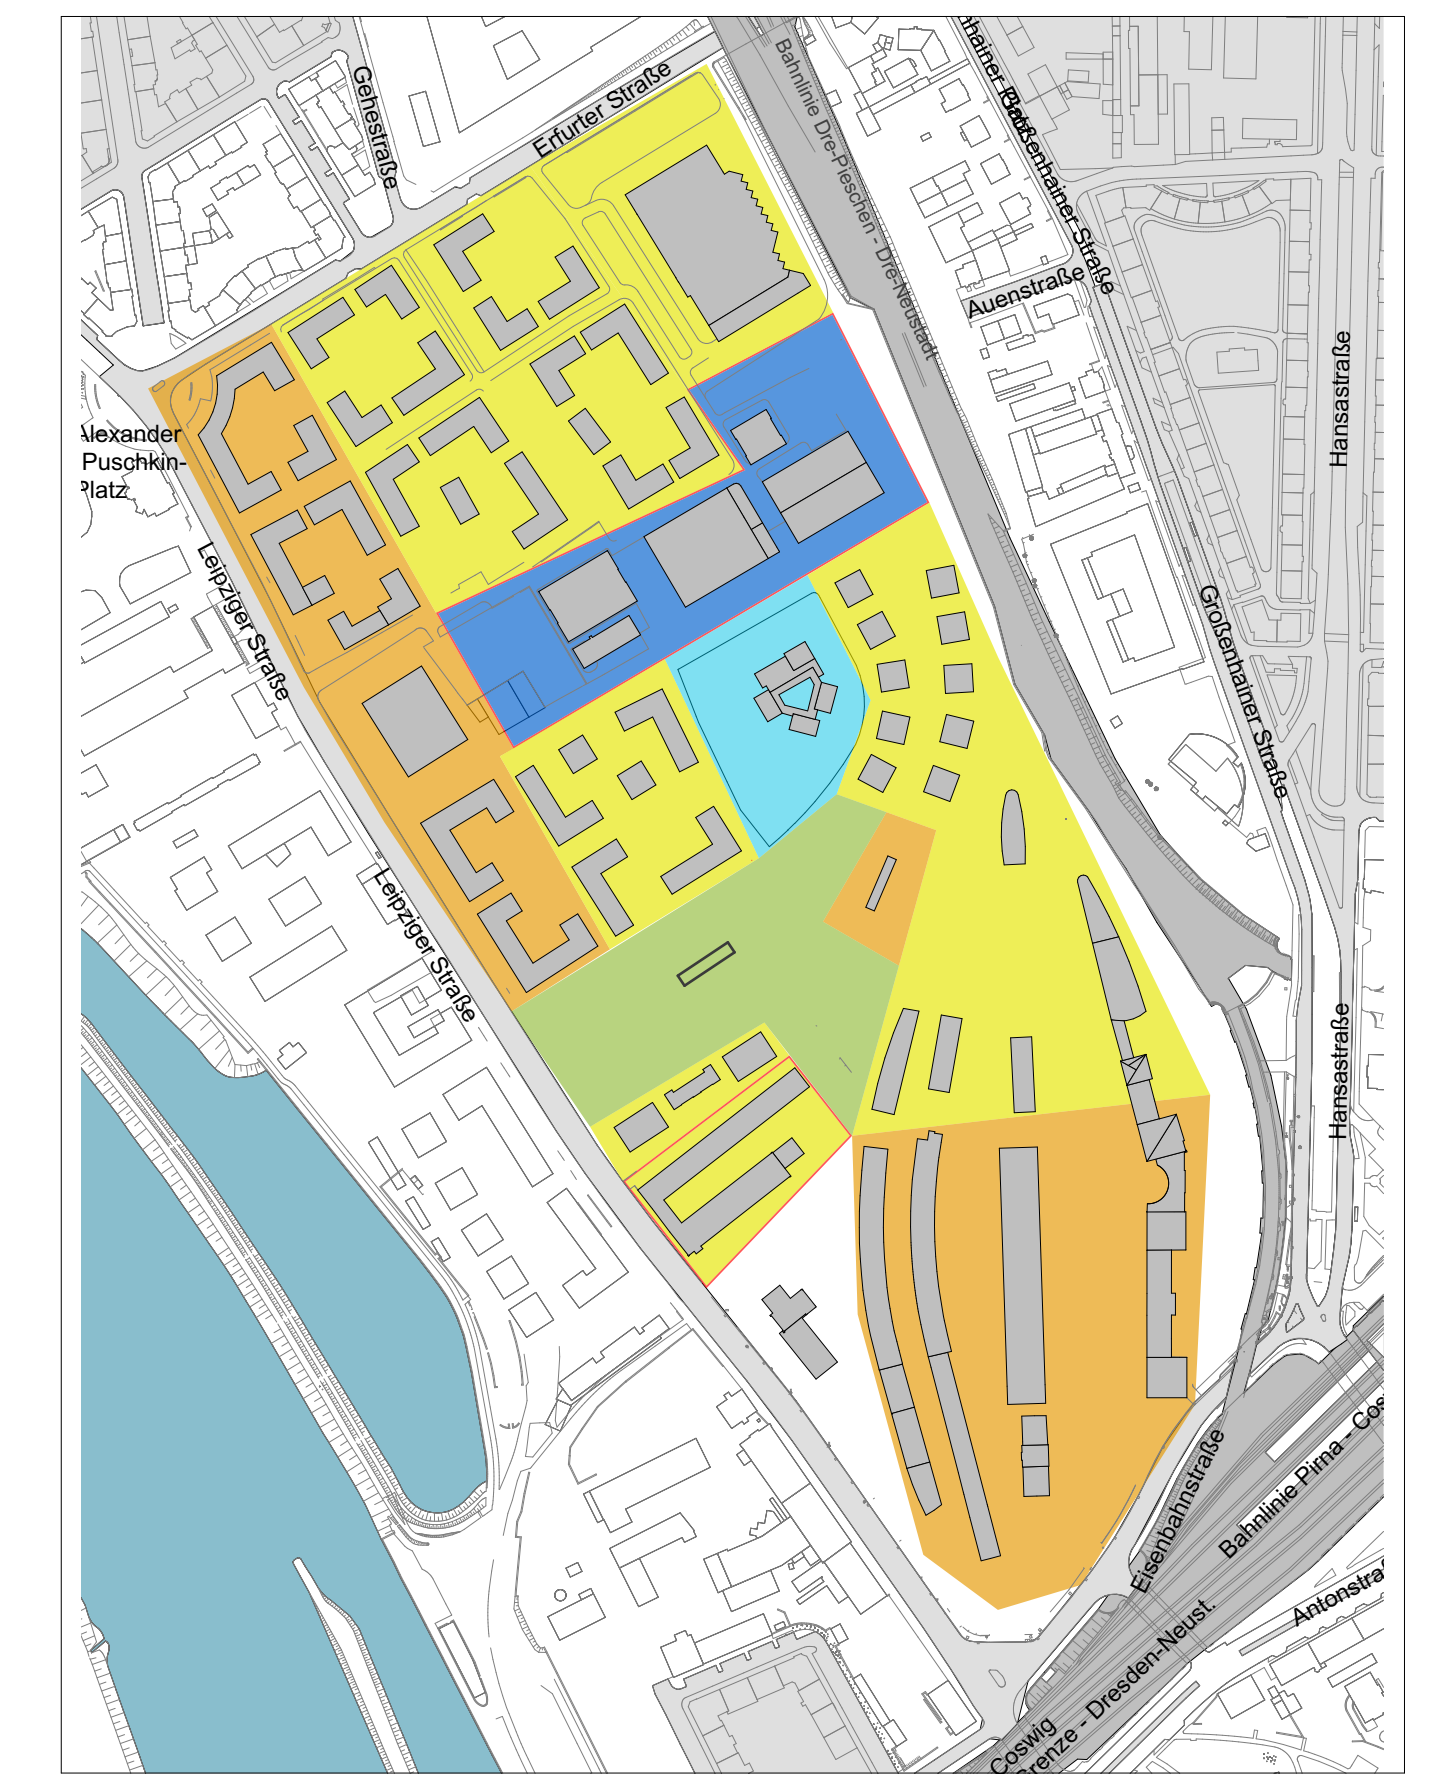 Gehestraße
Erfurter Straße
Bahnlinie Dre-Pieschen - Dre-Neustadt
Großenhainer Straße
Auenstraße
Hansastraße
Alexander
Puschkin-
Platz
Leipziger Straße
Großenhainer Straße
Leipziger Straße
Hansastraße
Eisenbahnstraße
Bahnlinie Pirna - Cos
Antonstraß
Coswig
Grenze - Dresden-Neust.